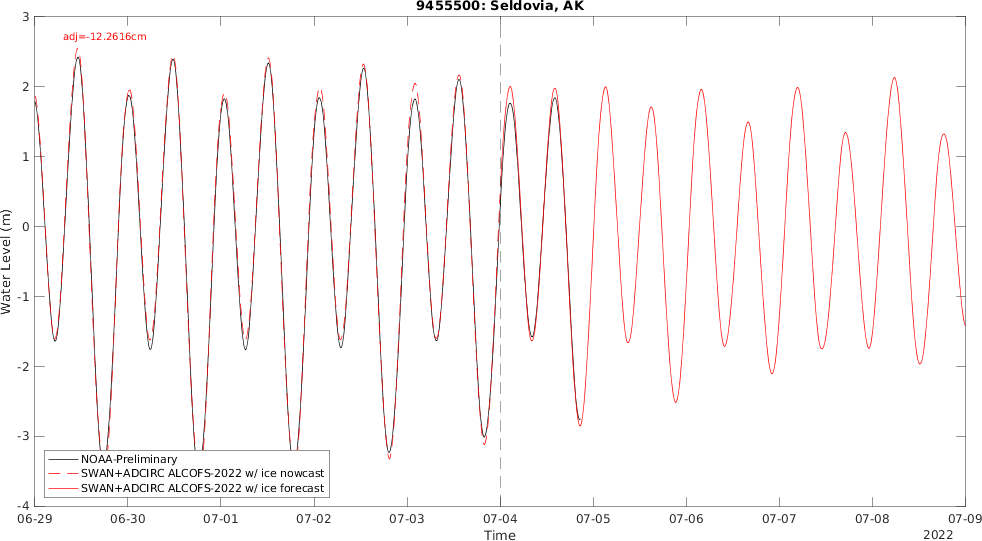 9455500: Seldovia, AK
adj=-12.2616cm
3
2
1
0
-1
-2
-3
-4
Water Level (m)
NOAA-Preliminary
SWAN+ADCIRC ALCOFS-2022 w/ ice nowcast
SWAN+ADCIRC ALCOFS-2022 w/ ice forecast
06-29 06-30 07-01 07-02 07-03 07-04 07-05 07-06 07-07 07-08 07-09
Time
2022